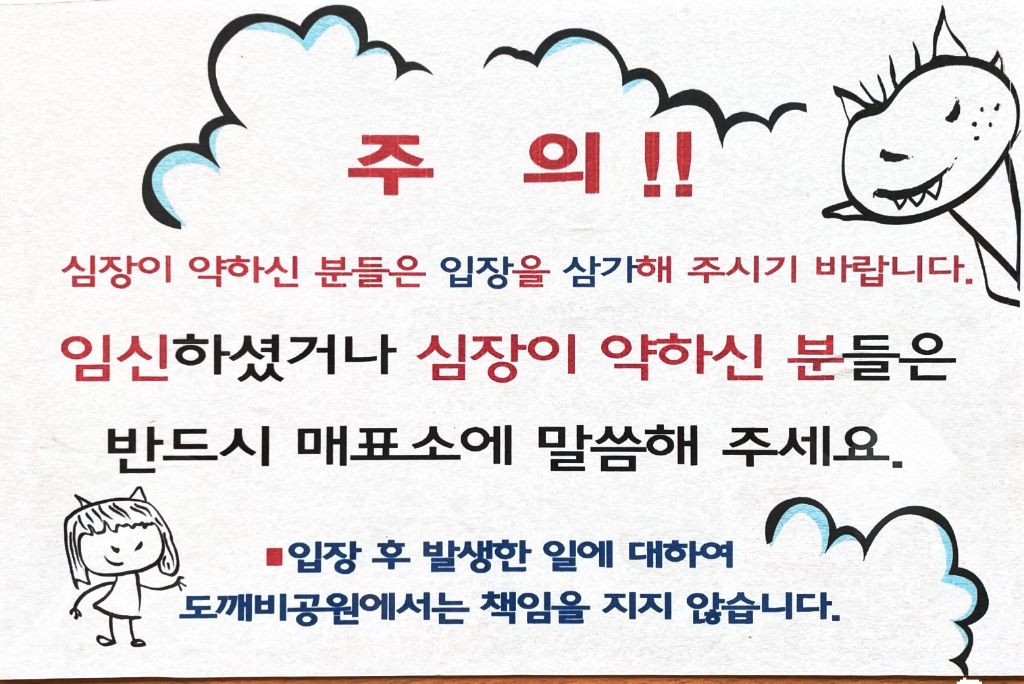 주 의!!
심장이 약하신 분들은 입장을 삼가해 주시기 바랍니다.
임신하셨거나 심장이 약하신 분들은
반드시 매표소에 말씀해 주세요.
■입장 후 발생한 일에 대하여
도깨비공원에서는 책임을 지지 않습니다.